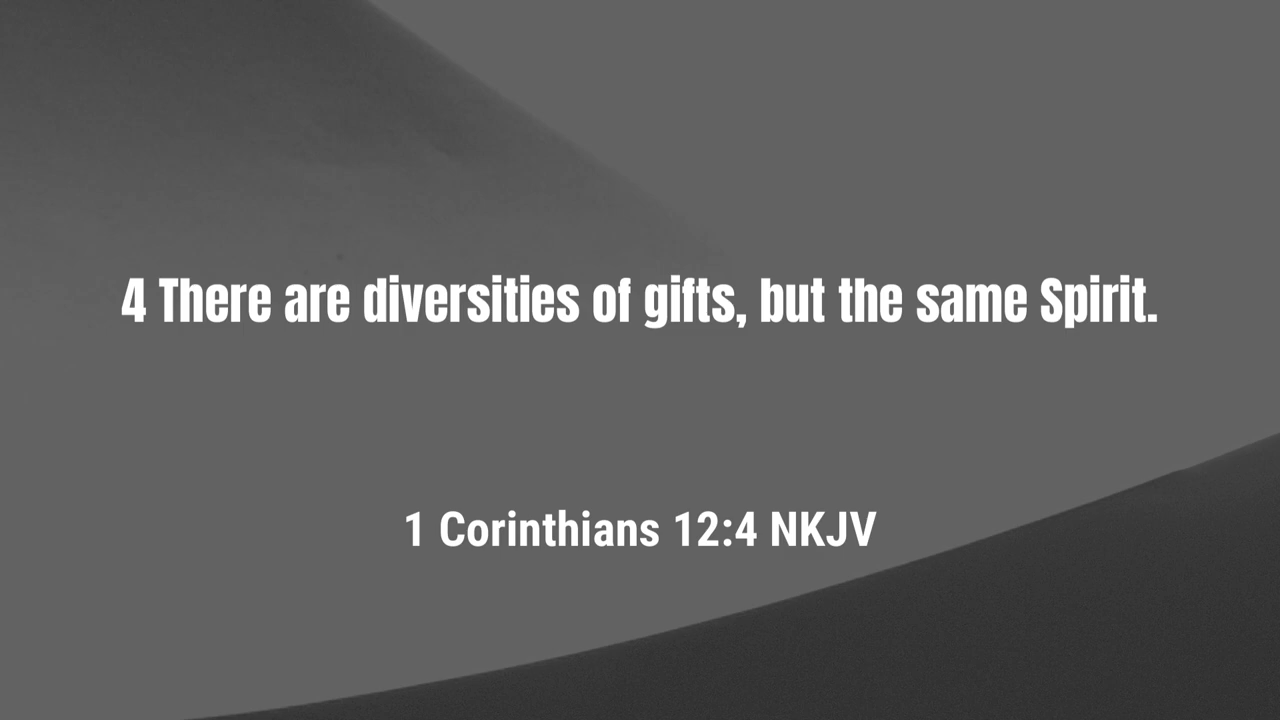 4 There are diversities of gifts, but the same Spirit.
1 Corinthians 12:4 NKJV